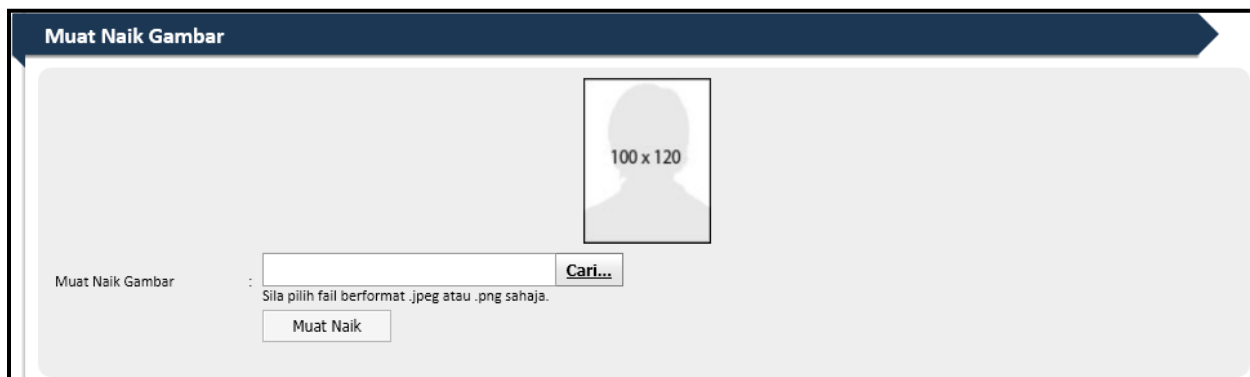 Muat Naik Gambar
100 x 120
Muat Naik Gambar : Cari...
Sila pilih fail berformat .jpeg atau .png sahaja.
Muat Naik